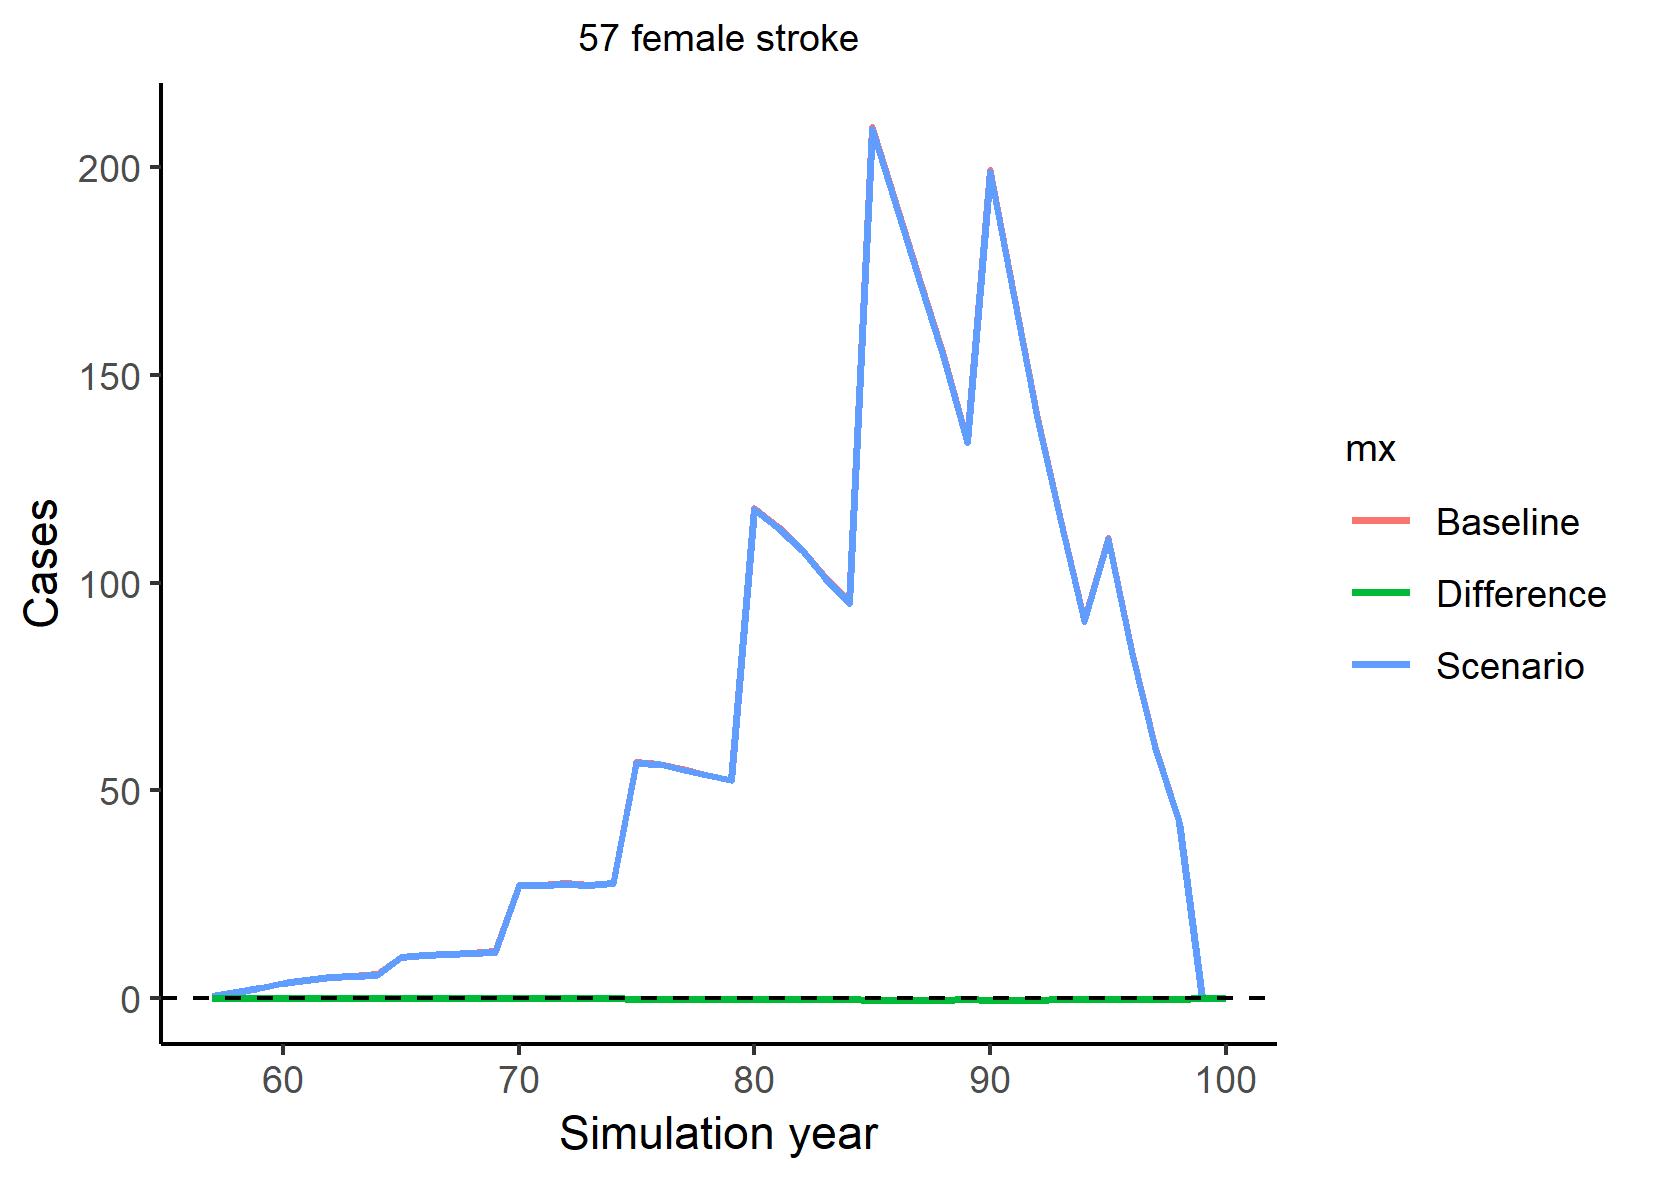 57 female stroke
200
150
100
50
0
Cases
60 70 80 90 100
Simulation year
mx
Baseline
Difference
Scenario